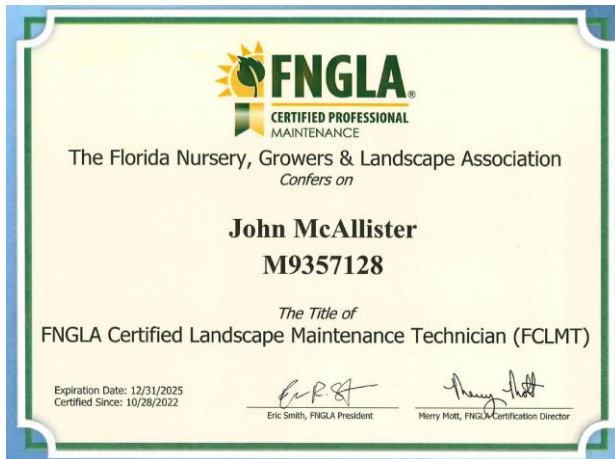 FNGLA®
CERTIFIED PROFESSIONAL
MAINTENANCE
The Florida Nursery, Growers & Landscape Association
Confers on
John McAllister
M9357128
The Title of
FNGLA Certified Landscape Maintenance Technician (FCLMT)
Expiration Date: 12/31/2025
Certified Since: 10/28/2022
Eric Smith, FNGLA President
Merry Mott
Merry Mott, FNGLA Certification Director